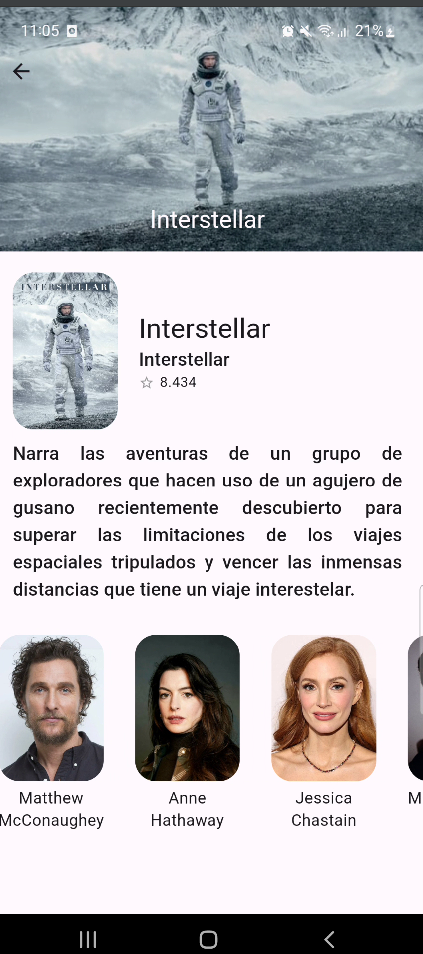 11:05 21%
Interstellar
INTERSTELLAR
Interstellar
Interstellar
8.434
Narra las aventuras de un grupo de
exploradores que hacen uso de un agujero de
gusano recientemente descubierto para
superar las limitaciones de los viajes
espaciales tripulados y vencer las inmensas
distancias que tiene un viaje interestelar.
Matthew
McConaughey
Anne
Hathaway
Jessica
Chastain
M